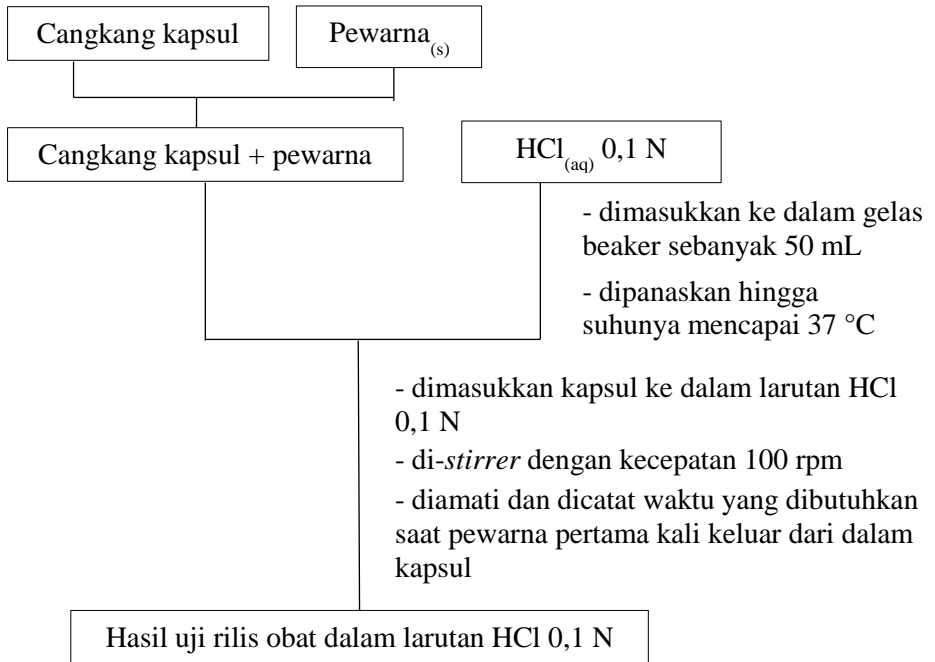 Cangkang kapsul
Pewarna(s)
Cangkang kapsul + pewarna
HCl(aq) 0,1 N
- dimasukkan ke dalam gelas
beaker sebanyak 50 mL
- dipanaskan hingga
suhunya mencapai 37 °C
- dimasukkan kapsul ke dalam larutan HCl
0,1 N
- di-stirrer dengan kecepatan 100 rpm
- diamati dan dicatat waktu yang dibutuhkan
saat pewarna pertama kali keluar dari dalam
kapsul
Hasil uji rilis obat dalam larutan HCl 0,1 N